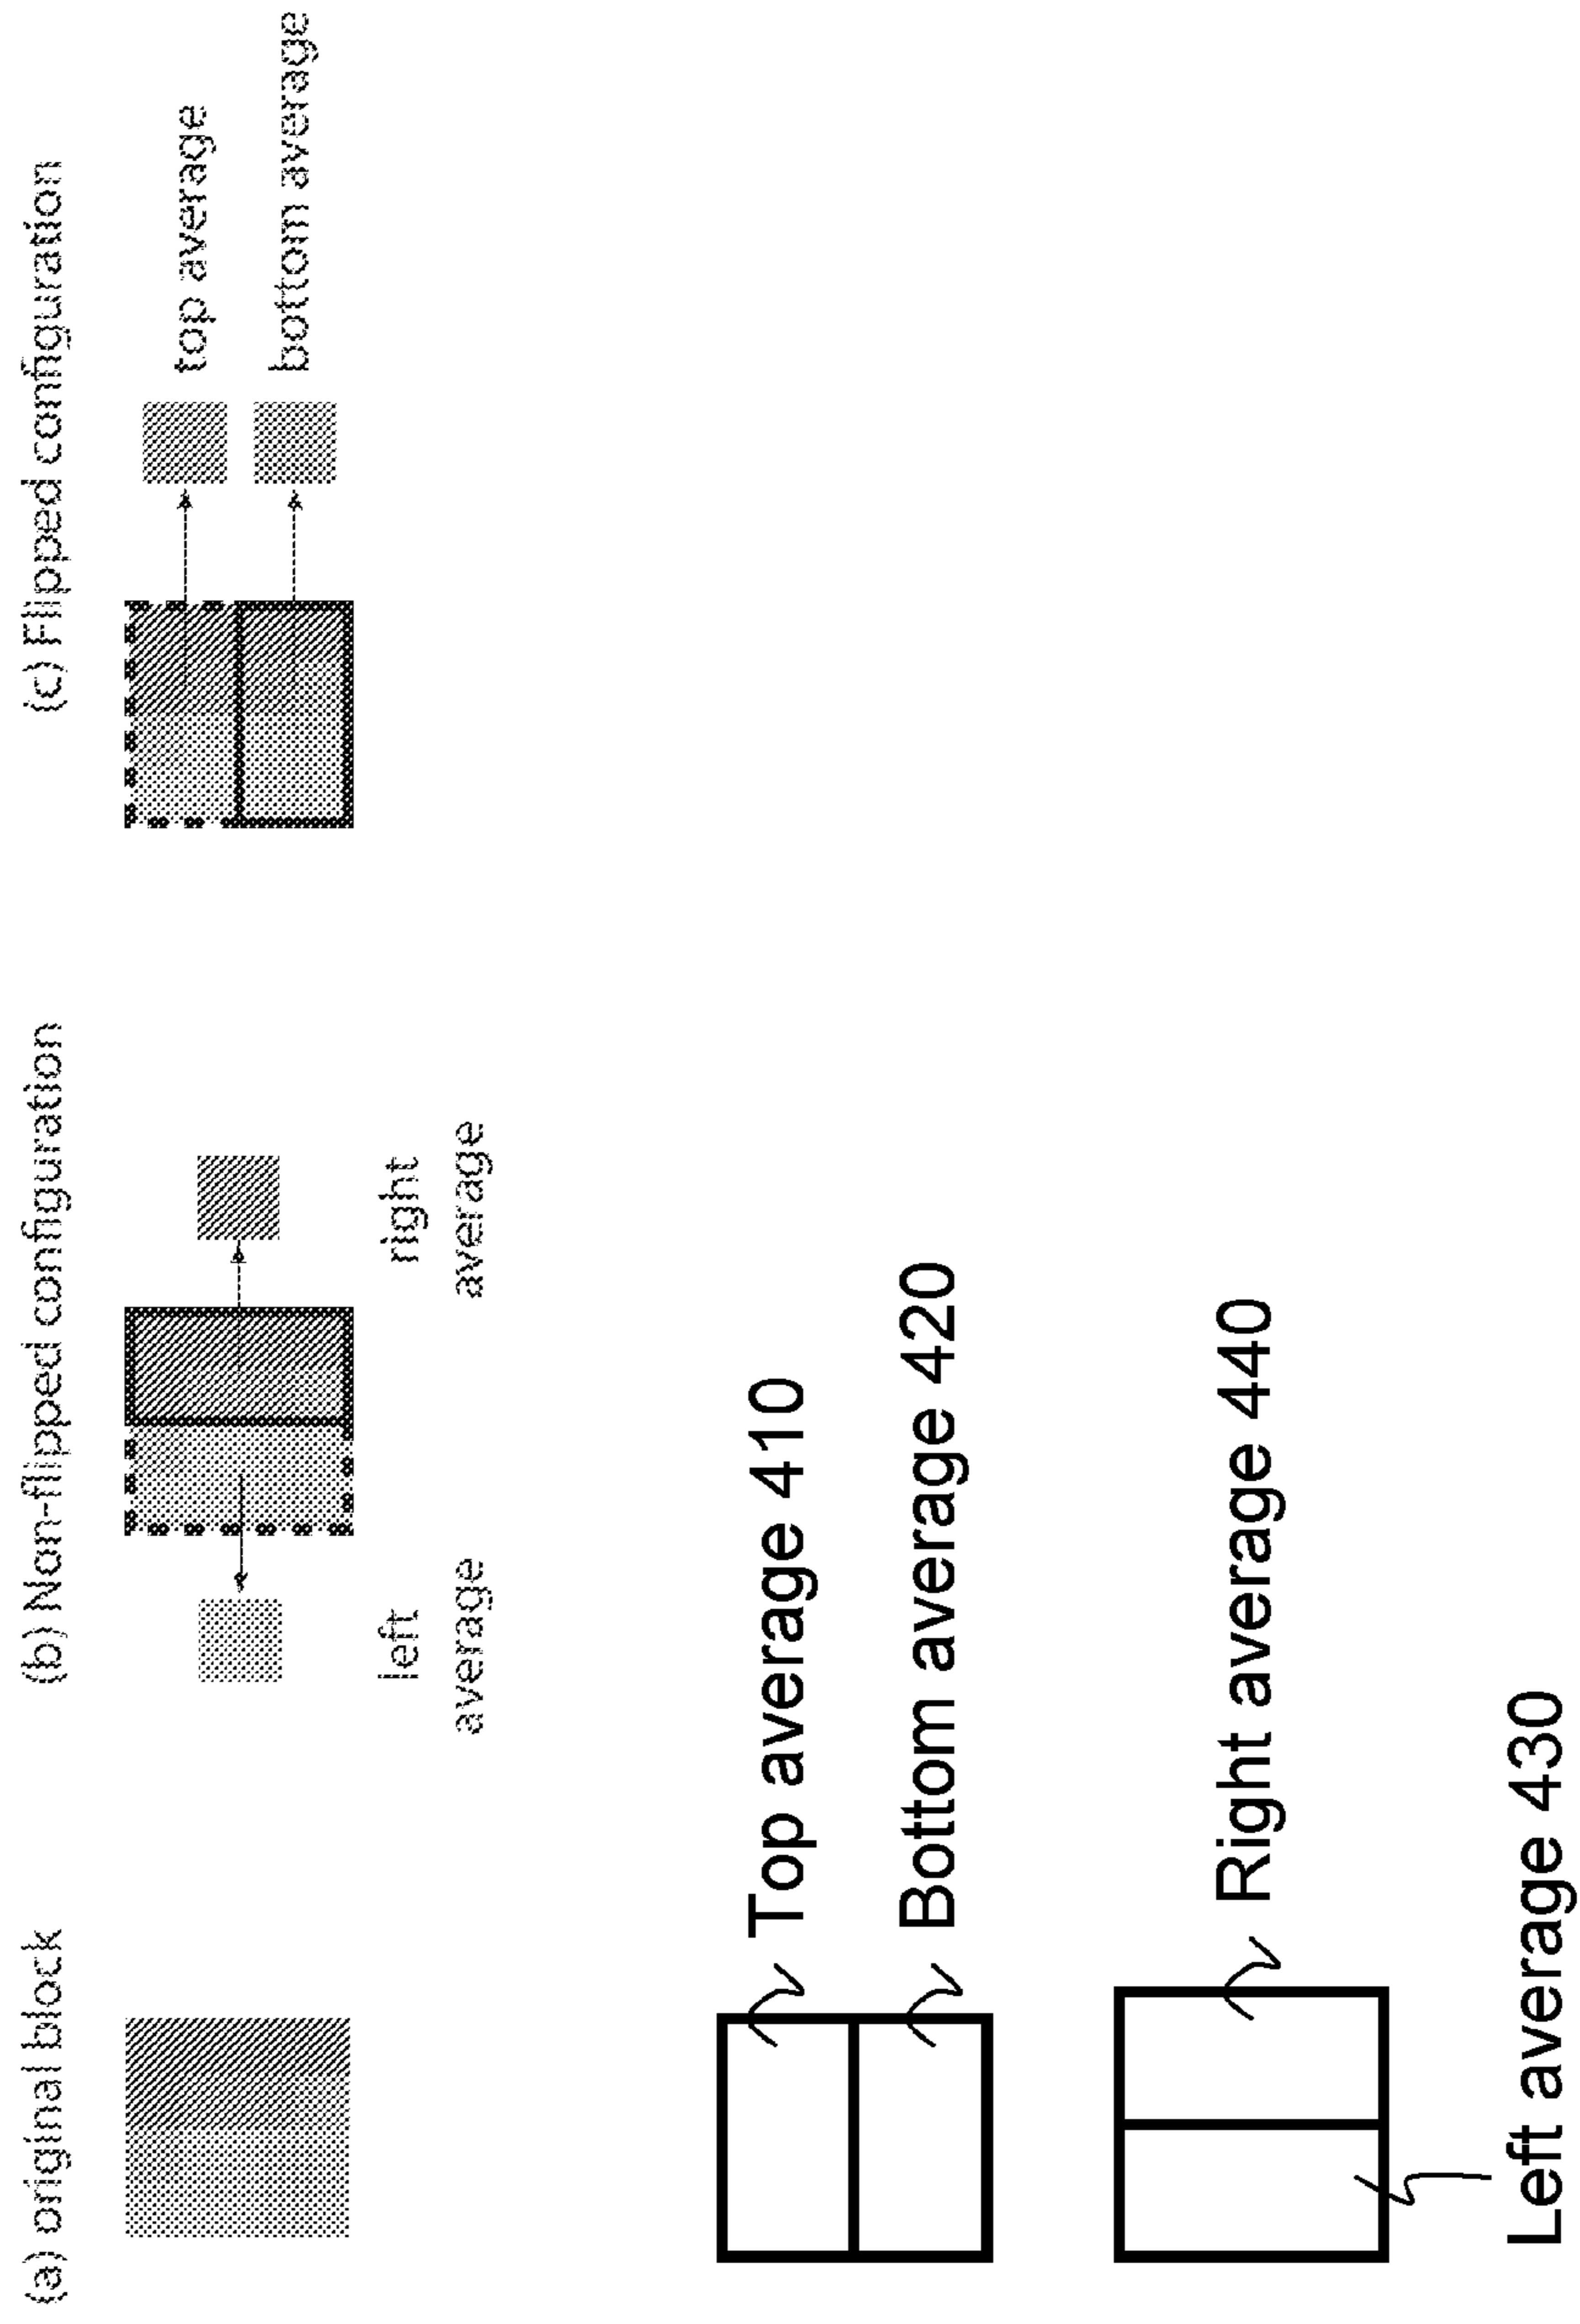 (a) original block
(b) Non-flipped configuration
(c) Flipped configuration
left
average
right
average
top average
bottom average
Top average 410
Bottom average 420
Right average 440
Left average 430